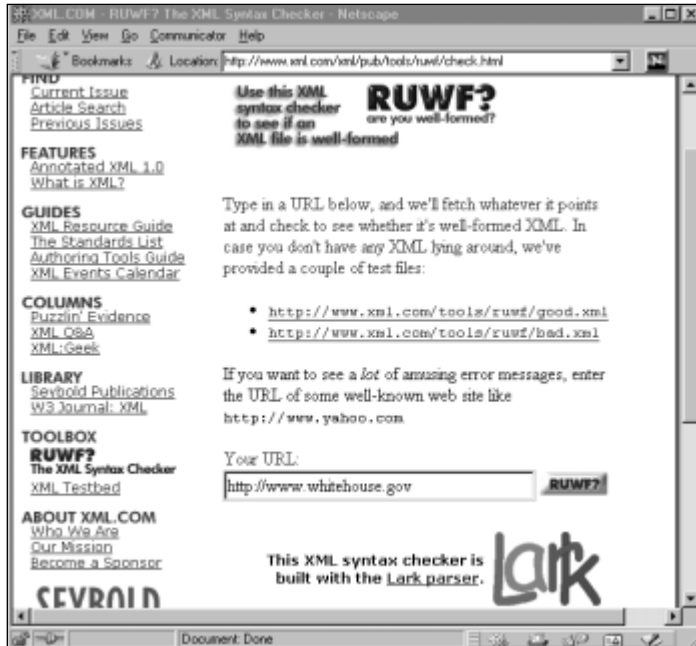 XML.COM - RUWF? The XML Syntax Checker - Netscape
File Edit View Go Communicator Help
Bookmarks Location: http://www.xml.com/xml/pub/tools/ruwf/check.html
FIND
Current Issue
Article Search
Previous Issues
FEATURES
Annotated XML 1.0
What is XML?
GUIDES
XML Resource Guide
The Standards List
Authoring Tools Guide
XML Events Calendar
COLUMNS
Puzzlin' Evidence
XML Q&A
XML:Geek
LIBRARY
Seybold Publications
W3 Journal: XML
TOOLBOX
RUWF?
The XML Syntax Checker
XML Testbed
ABOUT XML.COM
Who We Are
Our Mission
Become a Sponsor
SEYBOLD
Use this XML
syntax checker
to see if an
XML file is well-formed
RUWF?
are you well-formed?
Type in a URL below, and we'll fetch whatever it points
at and check to see whether it's well-formed XML. In
case you don't have any XML lying around, we've
provided a couple of test files:
• http://www.xml.com/tools/ruwf/good.xml
• http://www.xml.com/tools/ruwf/bad.xml
If you want to see a lot of amusing error messages, enter
the URL of some well-known web site like
http://www.yahoo.com
Your URL:
http://www.whitehouse.gov RUWF?
This XML syntax checker is
built with the Lark parser.
Lark
Document: Done